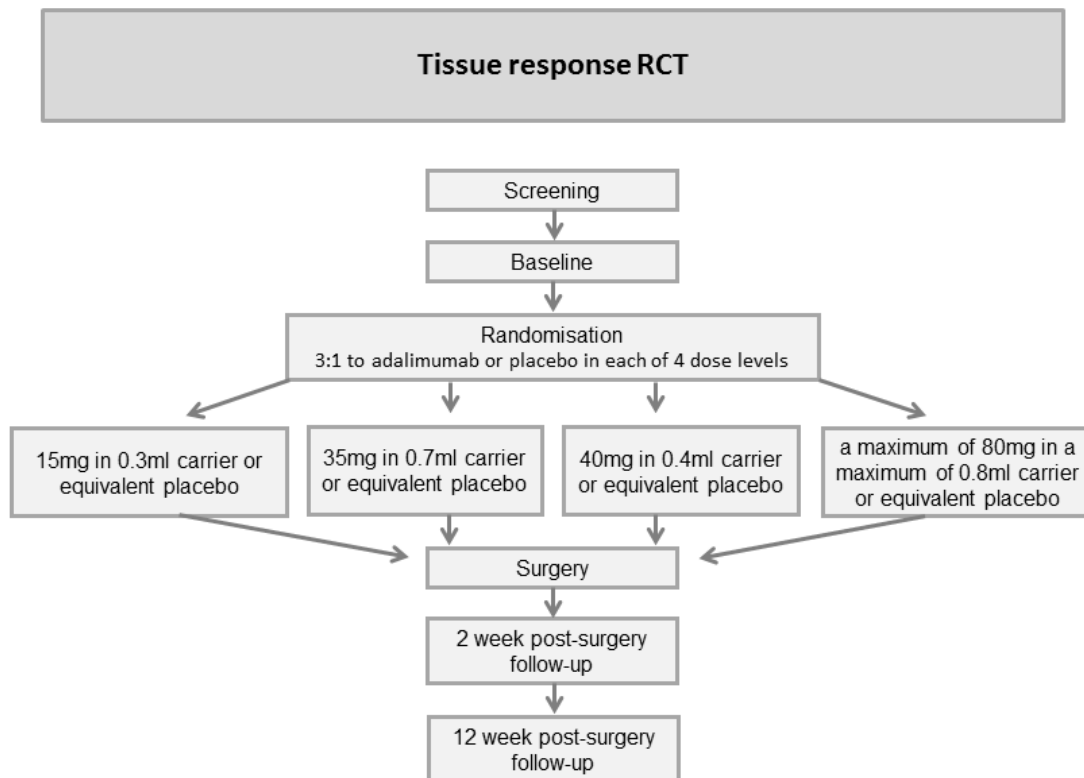 Tissue response RCT
Screening
Baseline
Randomisation
3:1 to adalimumab or placebo in each of 4 dose levels
15mg in 0.3ml carrier or
equivalent placebo
35mg in 0.7ml carrier
or equivalent placebo
40mg in 0.4ml carrier
or equivalent placebo
a maximum of 80mg in a
maximum of 0.8ml carrier
or equivalent placebo
Surgery
2 week post-surgery
follow-up
12 week post-surgery
follow-up